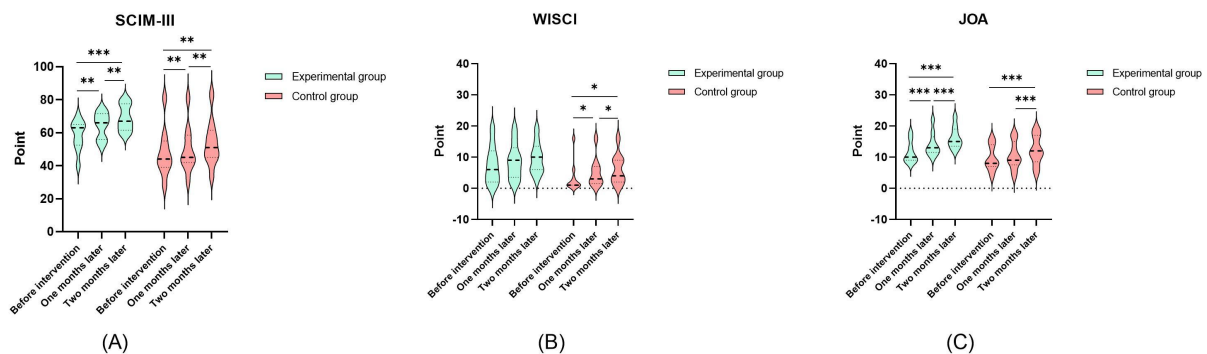 SCIM-III
Point
100
80
60
40
20
0
***
**
**
**
**
**
Before intervention
One months later
Two months later
Before intervention
One months later
Two months later
Experimental group
Control group
(A)
WISCI
Point
40
30
20
10
0
-10
*
*
*
Before intervention
One months later
Two months later
Before intervention
One months later
Two months later
Experimental group
Control group
(B)
JOA
Point
40
30
20
10
0
-10
***
***
***
***
***
Before intervention
One months later
Two months later
Before intervention
One months later
Two months later
Experimental group
Control group
(C)